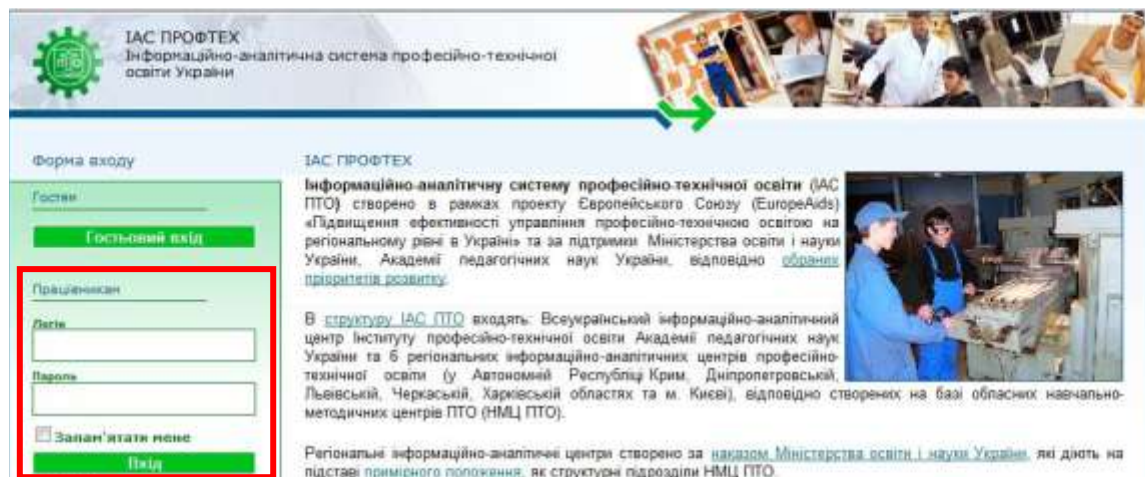 ІАС ПРОФТЕХ
Інформаційно-аналітична система професійно-технічної
освіти України
Форма входу
Гостям
Гостьовий вхід
Працівникам
Логін
Пароль
Запам'ятати мене
Вхід
ІАС ПРОФТЕХ
Інформаційно-аналітичну систему професійно-технічної освіти (ІАС
ПТО) створено в рамках проекту Європейського Союзу (EuropeAids)
«Підвищення ефективності управління професійно-технічною освітою на
регіональному рівні в Україні» та за підтримки Міністерства освіти і науки
України, Академії педагогічних наук України, відповідно обраних
пріоритетів розвитку.
В структуру ІАС ПТО входять: Всеукраїнський інформаційно-аналітичний
центр Інституту професійно-технічної освіти Академії педагогічних наук
України та 6 регіональних інформаційно-аналітичних центрів професійно-
технічної освіти (у Автономній Республіці Крим, Дніпропетровській,
Львівській, Черкаській, Харківській областях та м. Києві), відповідно створених на базі обласних навчально-
методичних центрів ПТО (НМЦ ПТО).
Регіональні інформаційно-аналітичні центри створено за наказом Міністерства освіти і науки України, які діють на
підставі примірного положення, як структурні підрозділи НМЦ ПТО.